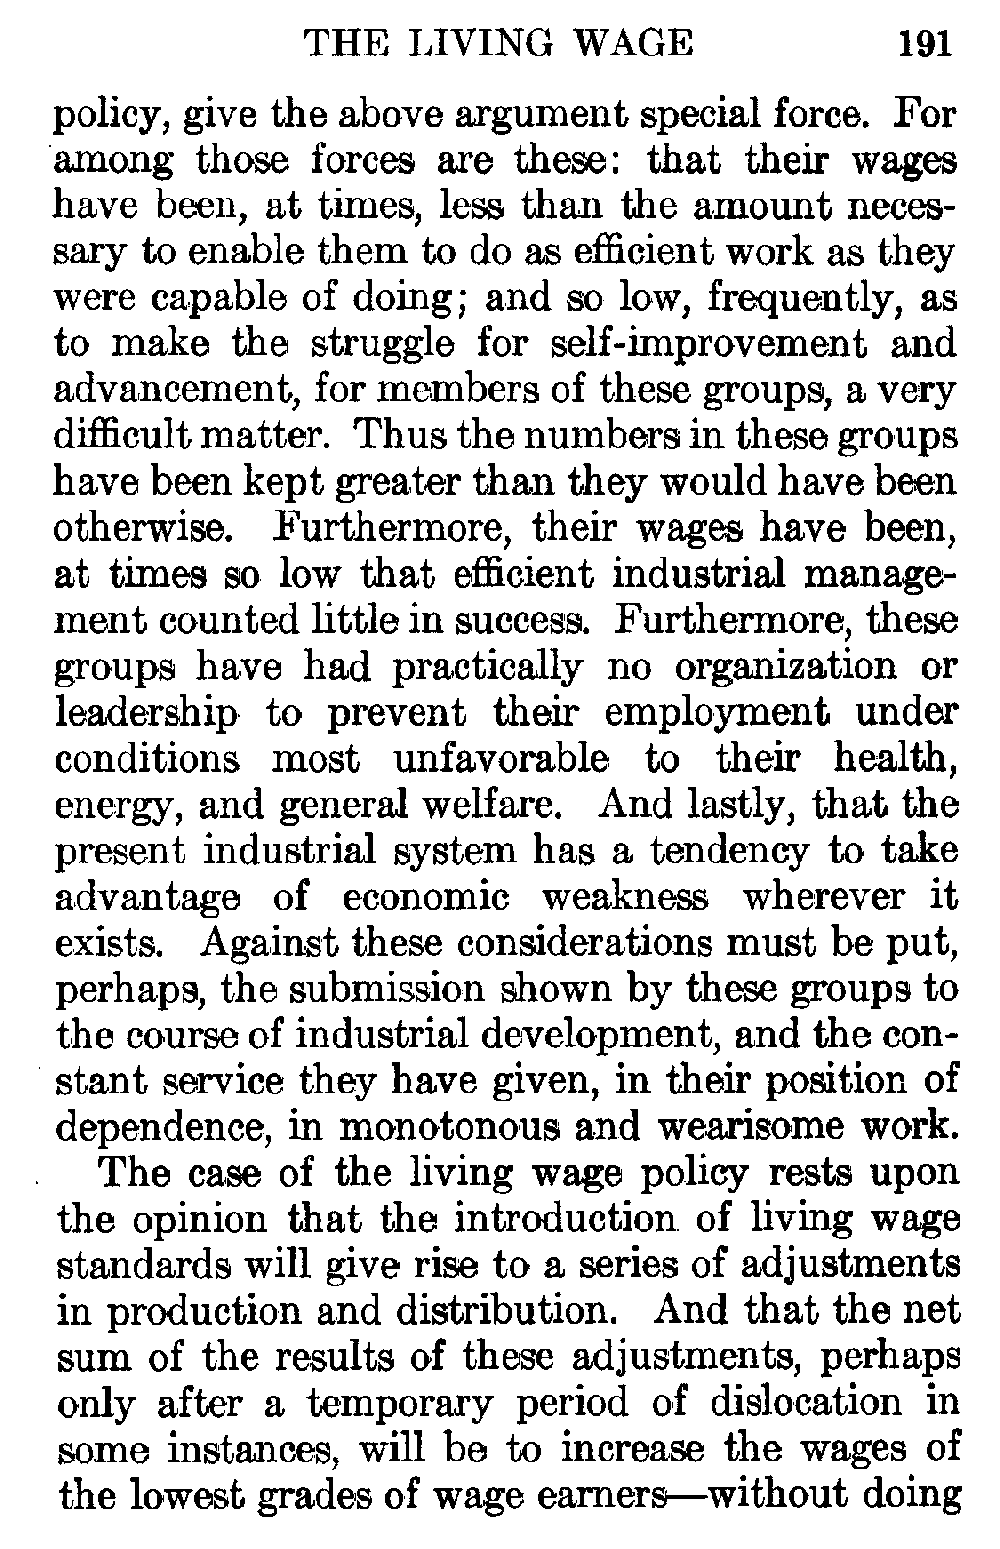 THE LIVING WAGE 191
policy, give the above argument special force. For
among those forces are these: that their wages
have been, at times, less than the amount neces-
sary to enable them to do as efficient work as they
were capable of doing; and so low, frequently, as
to make the struggle for self-improvement and
advancement, for members of these groups, a very
difficult matter. Thus the numbers in these groups
have been kept greater than they would have been
otherwise. Furthermore, their wages have been,
at times so low that efficient industrial manage-
ment counted little in success. Furthermore, these
groups have had practically no organization or
leadership to prevent their employment under
conditions most unfavorable to their health,
energy, and general welfare. And lastly, that the
present industrial system has a tendency to take
advantage of economic weakness wherever it
exists. Against these considerations must be put,
perhaps, the submission shown by these groups to
the course of industrial development, and the con-
stant service they have given, in their position of
dependence, in monotonous and wearisome work.
The case of the living wage policy rests upon
the opinion that the introduction of living wage
standards will give rise to a series of adjustments
in production and distribution. And that the net
sum of the results of these adjustments, perhaps
only after a temporary period of dislocation in
some instances, will be to increase the wages of
the lowest grades of wage earners—without doing